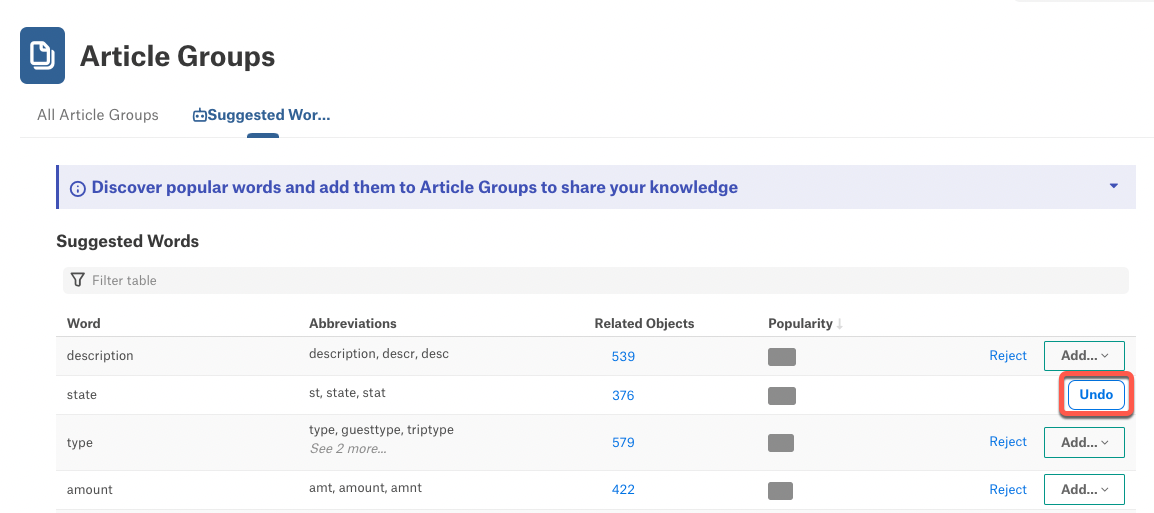 Article Groups
All Article Groups
Suggested Wor...
Discover popular words and add them to Article Groups to share your knowledge
Suggested Words
Filter table
Word Abbreviations Related Objects Popularity ↓
description description, descr, desc 539 Reject Add...
state st, state, stat 376 Undo
type type, guesttype, triptype 579 Reject Add...
See 2 more...
amount amt, amount, amnt 422 Reject Add...